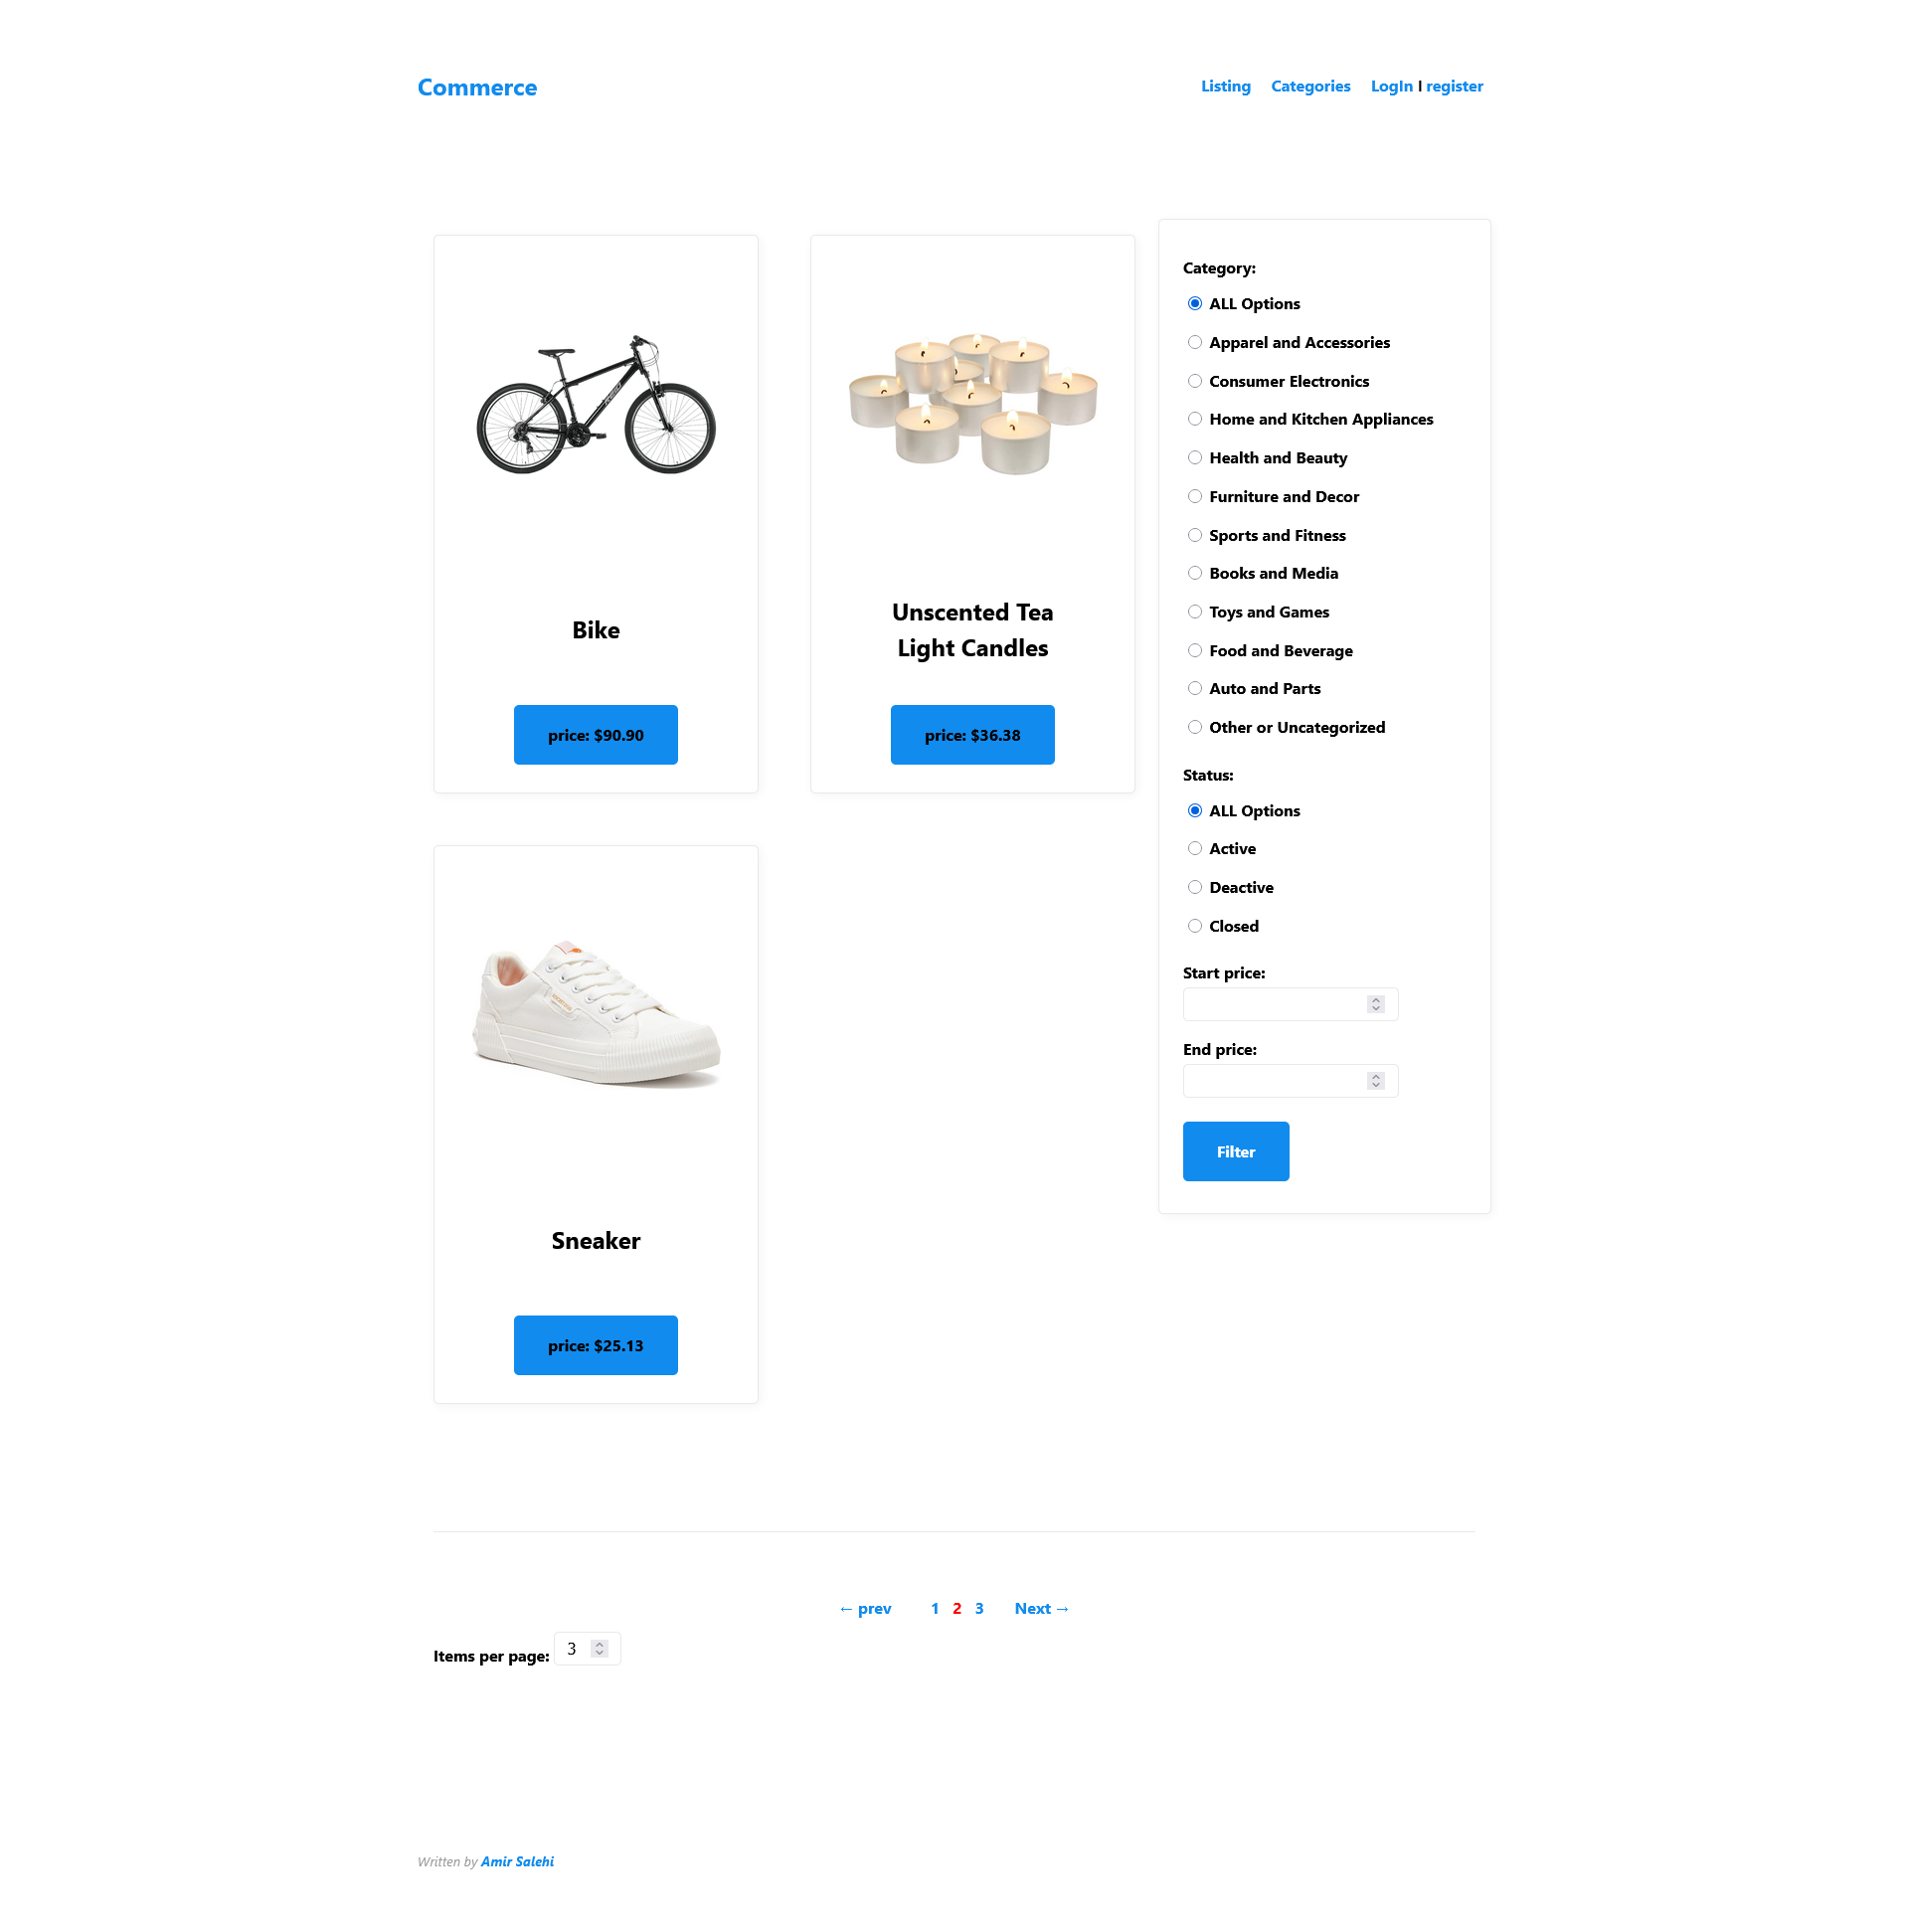 Commerce
Listing Categories LogIn | register
Bike
price: $90.90
Unscented Tea
Light Candles
price: $36.38
Sneaker
price: $25.13
Category:
ALL Options
Apparel and Accessories
Consumer Electronics
Home and Kitchen Appliances
Health and Beauty
Furniture and Decor
Sports and Fitness
Books and Media
Toys and Games
Food and Beverage
Auto and Parts
Other or Uncategorized
Status:
ALL Options
Active
Deactive
Closed
Start price:
End price:
Filter
← prev 1 2 3 Next →
Items per page: 3
Written by Amir Salehi